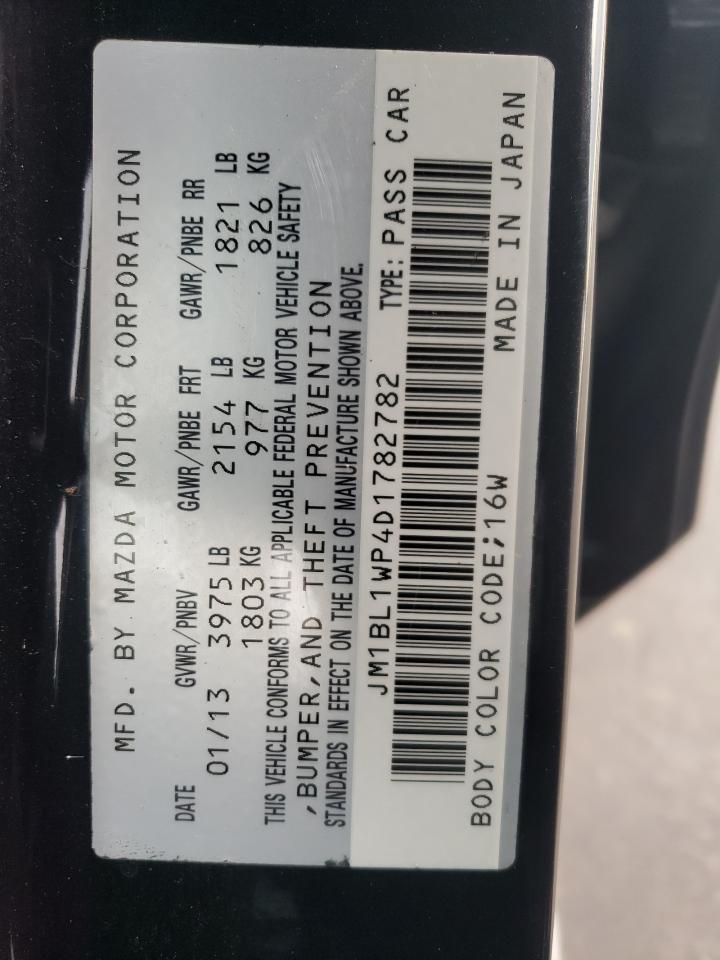 MFD. BY MAZDA MOTOR CORPORATION
DATE GVWR/PNBV GAWR/PNBE FRT GAWR/PNBE RR
01/13 3975 LB 2154 LB 1821 LB
1803 KG 977 KG 826 KG
THIS VEHICLE CONFORMS TO ALL APPLICABLE FEDERAL MOTOR VEHICLE SAFETY
,BUMPER,AND THEFT PREVENTION
STANDARDS IN EFFECT ON THE DATE OF MANUFACTURE SHOWN ABOVE.
JM1BL1WP4D1782782 TYPE: PASS CAR
BODY COLOR CODE;16W MADE IN JAPAN